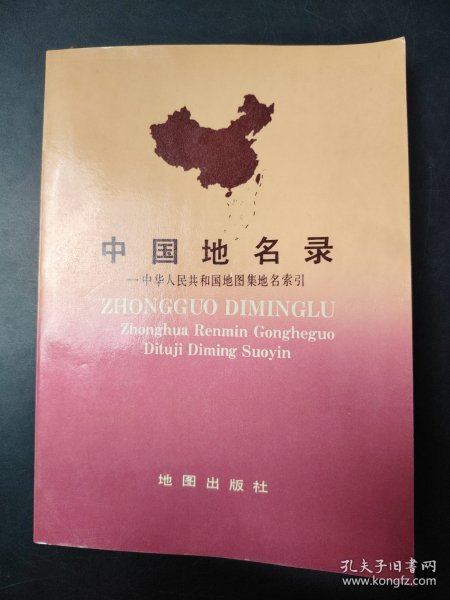 中国地名录
—中华人民共和国地图集地名索引
ZHONGGUO DIMINGLU
Zhonghua Renmin Gongheguo
Dituji Diming Suoyin
地图出版社
孔夫子旧书网
www.kongfz.com